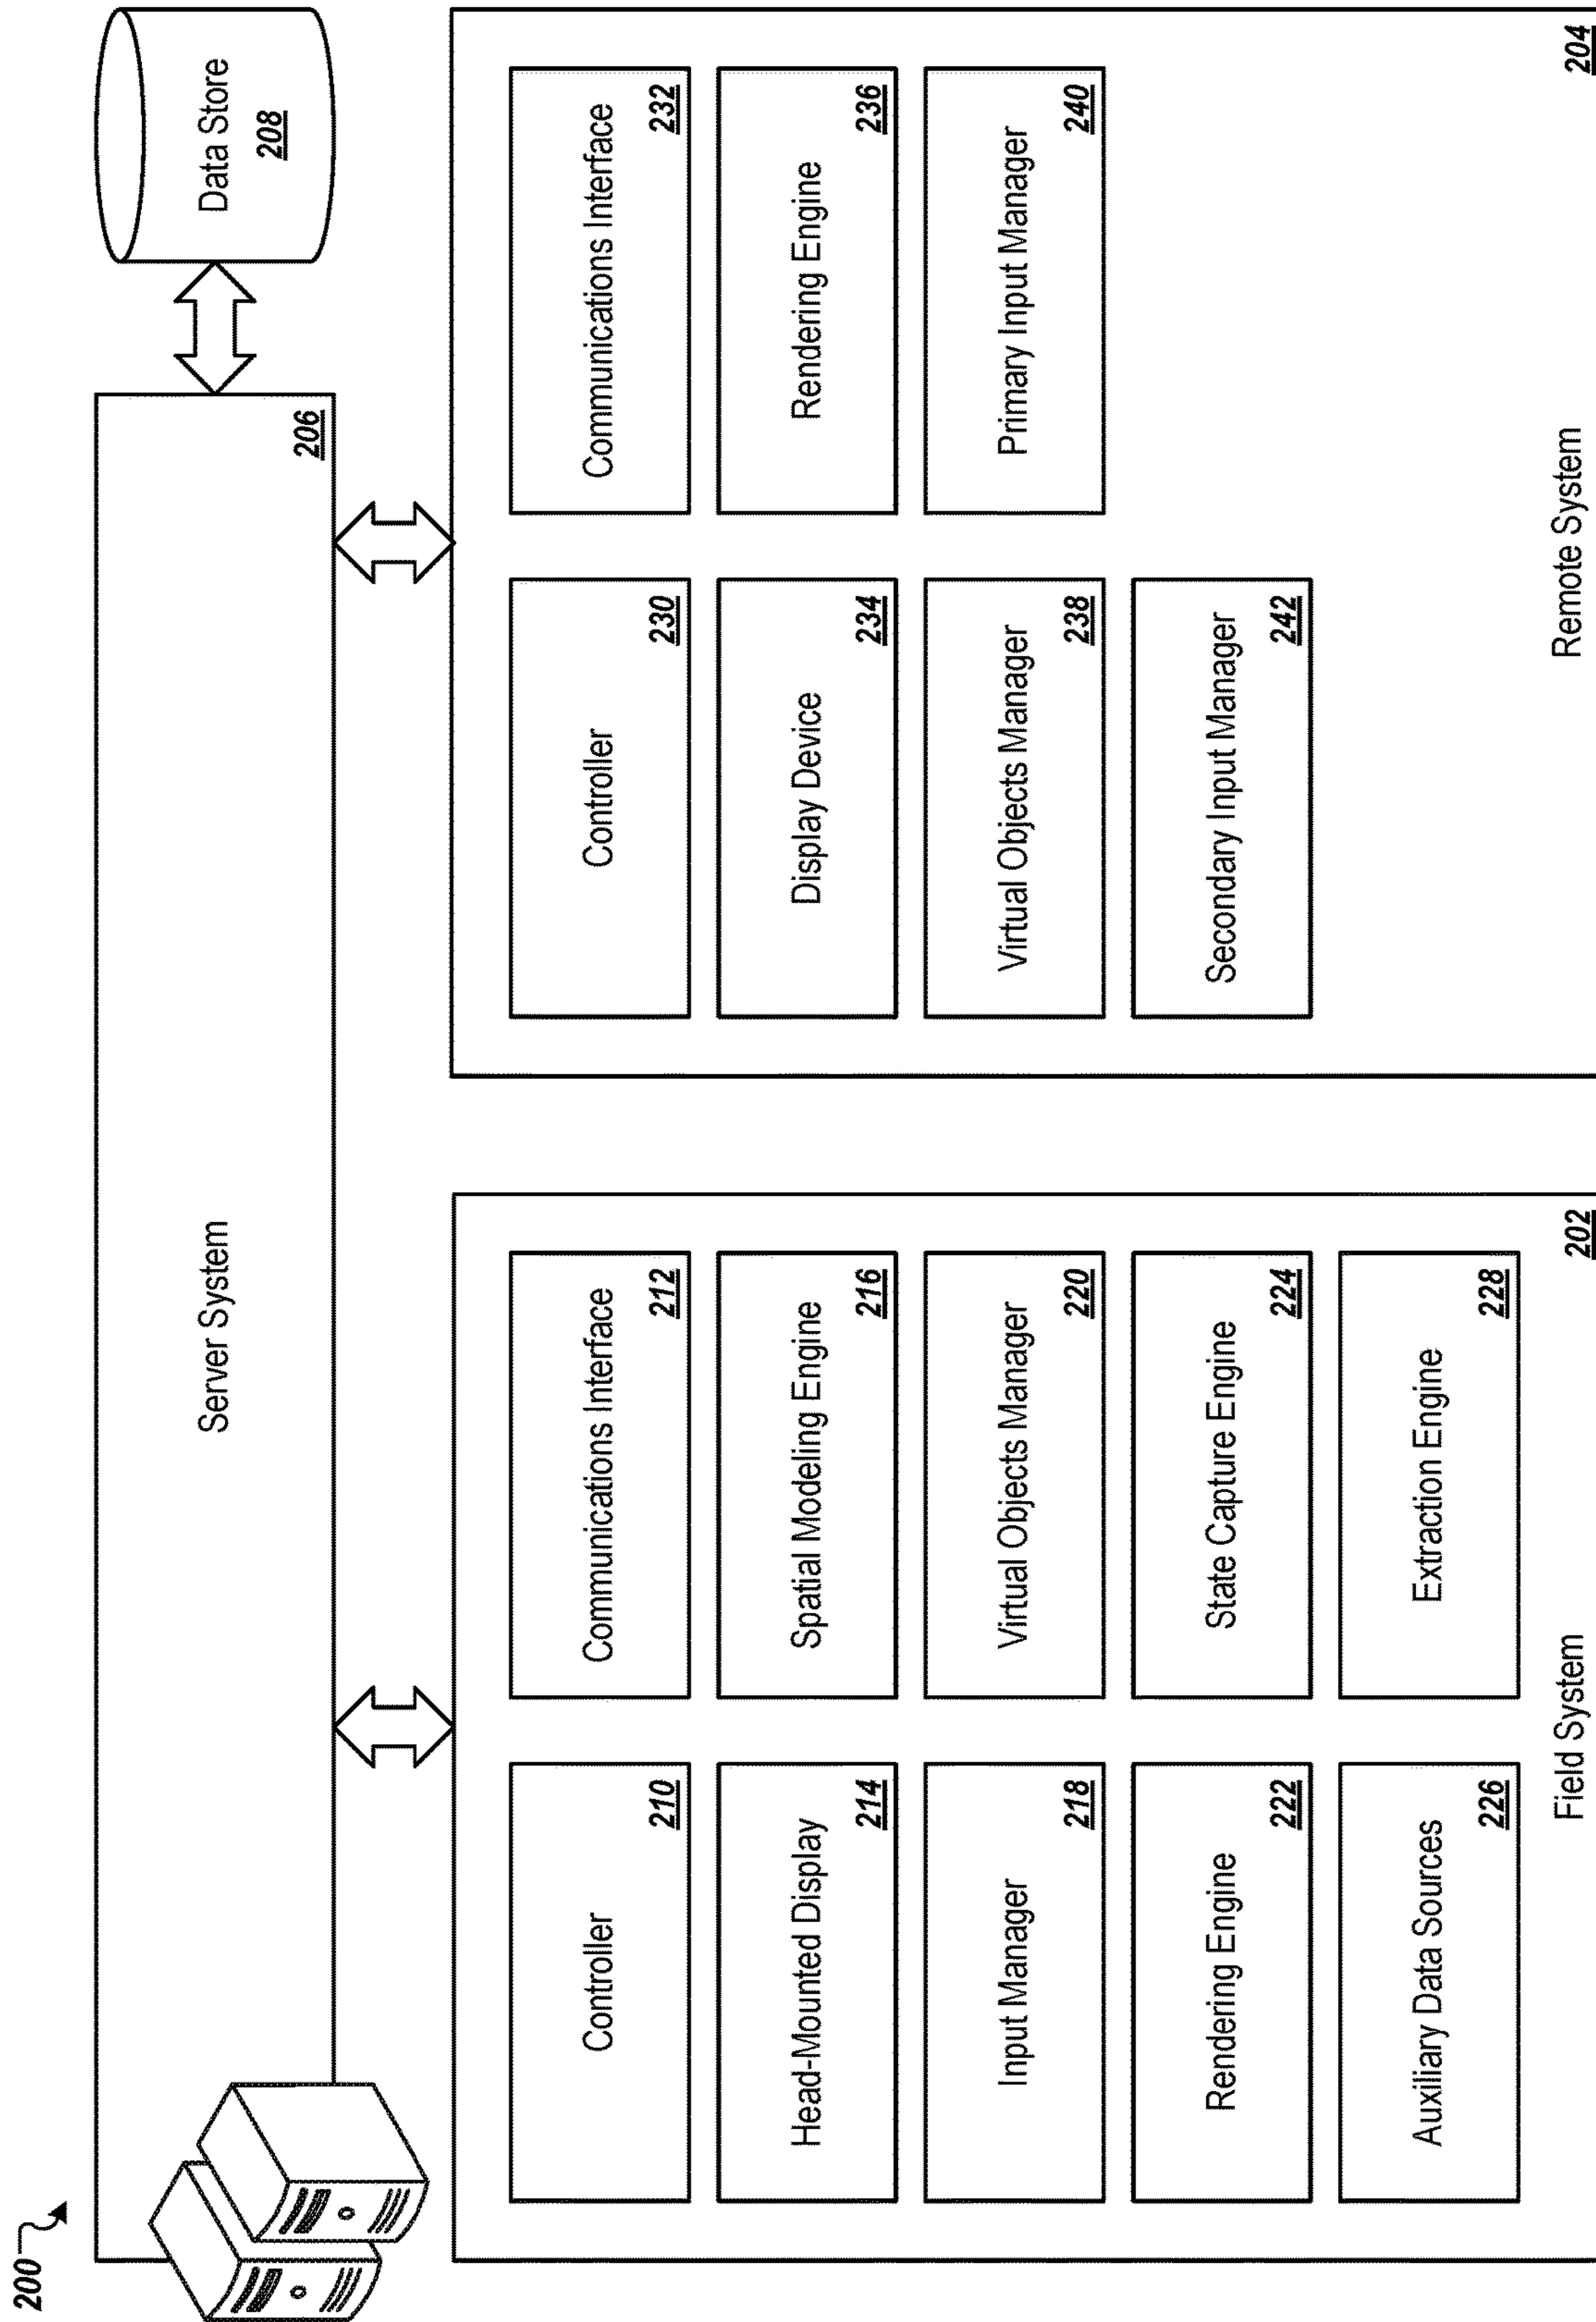 200
Server System
206
Data Store
208
Controller
210
Communications Interface
212
Head-Mounted Display
214
Spatial Modeling Engine
216
Input Manager
218
Virtual Objects Manager
220
Rendering Engine
222
State Capture Engine
224
Auxiliary Data Sources
226
Extraction Engine
228
Field System
202
Controller
230
Communications Interface
232
Display Device
234
Rendering Engine
236
Virtual Objects Manager
238
Primary Input Manager
240
Secondary Input Manager
242
Remote System
204